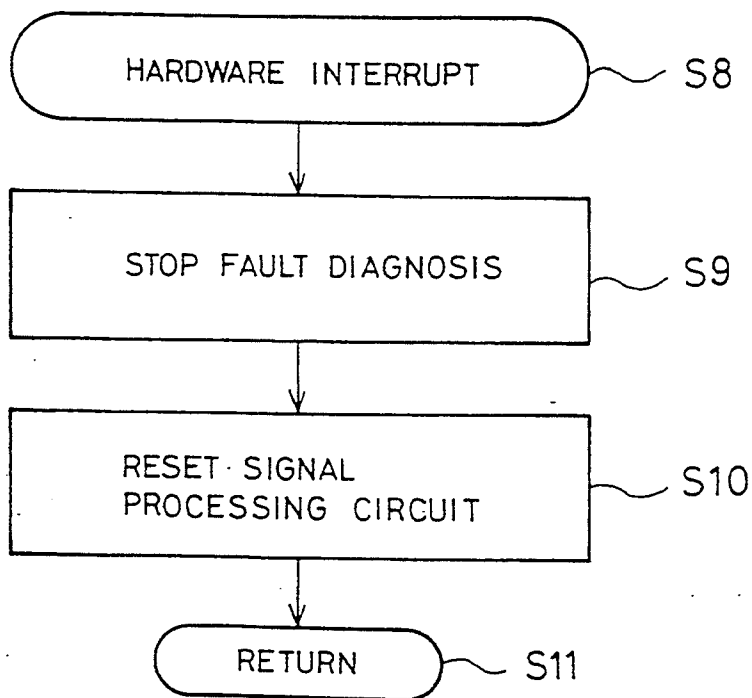 HARDWARE INTERRUPT S8
STOP FAULT DIAGNOSIS S9
RESET SIGNAL
PROCESSING CIRCUIT S10
RETURN S11